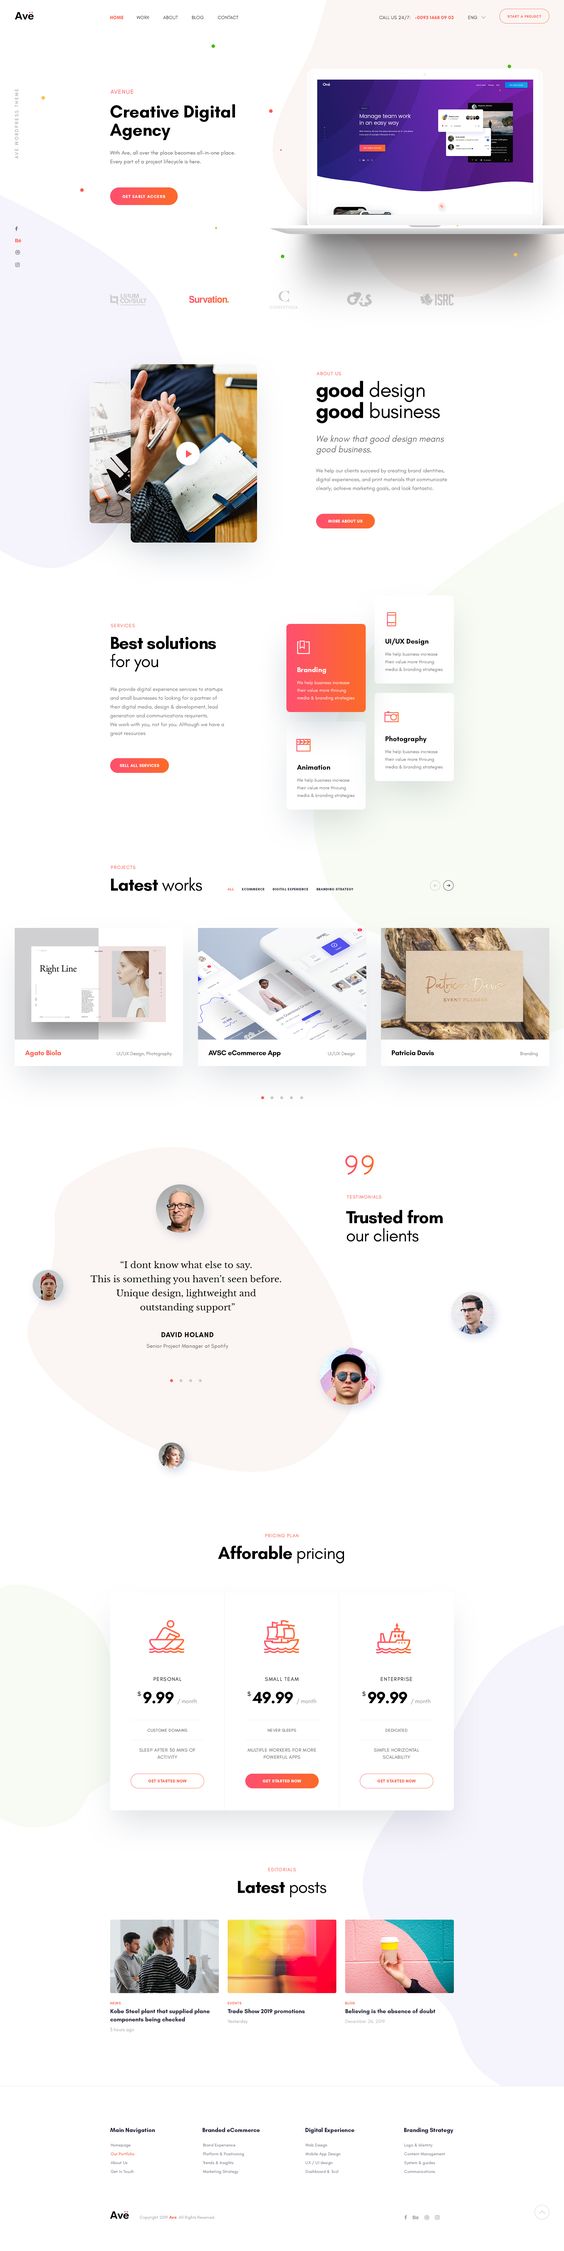 Avë
HOME
WORK
ABOUT
BLOG
CONTACT
CALL US 24/7: +0093 1468 09 03
ENG
START A PROJECT
AVE WORDPRESS THEME
AVENUE
Creative Digital
Agency
With Ave, all over the place becomes all-in-one place.
Every part of a project lifecycle is here.
GET EARLY ACCESS
Manage team work
in an easy way
Survation.
ISRC
ABOUT US
good design
good business
We know that good design means
good business.
We help our clients succeed by creating brand identities,
digital experiences, and print materials that communicate
clearly, achieve marketing goals, and look fantastic.
MORE ABOUT US
SERVICES
Best solutions
for you
We provide digital experience services to startups
and small businesses to looking for a partner of
their digital media, design & development, lead
generation and communications requirents.
We work with you, not for you. Although we have a
great resources
SELL ALL SERVICES
Branding
We help business increase
their value more throung
media & branding strategies
UI/UX Design
We help business increase
their value more throung
media & branding strategies
Animation
We help business increase
their value more throung
media & branding strategies
Photography
We help business increase
their value more throung
media & branding strategies
PROJECTS
Latest works
ALL
ECOMMERCE
DIGITAL EXPERIENCE
BRANDING STRATEGY
Right Line
Patricia Davis
EVENT PLANNER
Agato Biolo
UI/UX Design, Photography
AVSC eCommerce App
UI/UX Design
Patricia Davis
Branding
TESTIMONIALS
Trusted from
our clients
“I dont know what else to say.
This is something you haven’t seen before.
Unique design, lightweight and
outstanding support”
DAVID HOLAND
Senior Project Manager at Spotify
PRICING PLAN
Afforable pricing
PERSONAL
$ 9.99 / month
CUSTOME DOMAINS
SLEEP AFTER 50 MINS OF
ACTIVITY
GET STARTED NOW
SMALL TEAM
$ 49.99 / month
NEVER SLEEPS
MULTIPLE WORKERS FOR MORE
POWERFUL APPS
GET STARTED NOW
ENTERPRISE
$ 99.99 / month
DEDICATED
SIMPLE HORIZONTAL
SCALABILITY
GET STARTED NOW
EDITORIALS
Latest posts
NEWS
Kobe Steel plant that supplied plane
components being checked
5 hours ago
EVENTS
Trade Show 2019 promotions
Yesterday
BLOG
Believing is the absence of doubt
December 26, 2019
Main Navigation
Homepage
Our Portfolio
About Us
Get In Touch
Branded eCommerce
Brand Experience
Platform & Positioning
Trends & Insights
Marketing Strategy
Digital Experience
Web Design
Mobile App Design
UX / UI design
Dashboard & Tool
Branding Strategy
Logo & Identity
Content Management
System & guides
Communications
Avë
Copyright 2019 Ave. All Rights Reserved